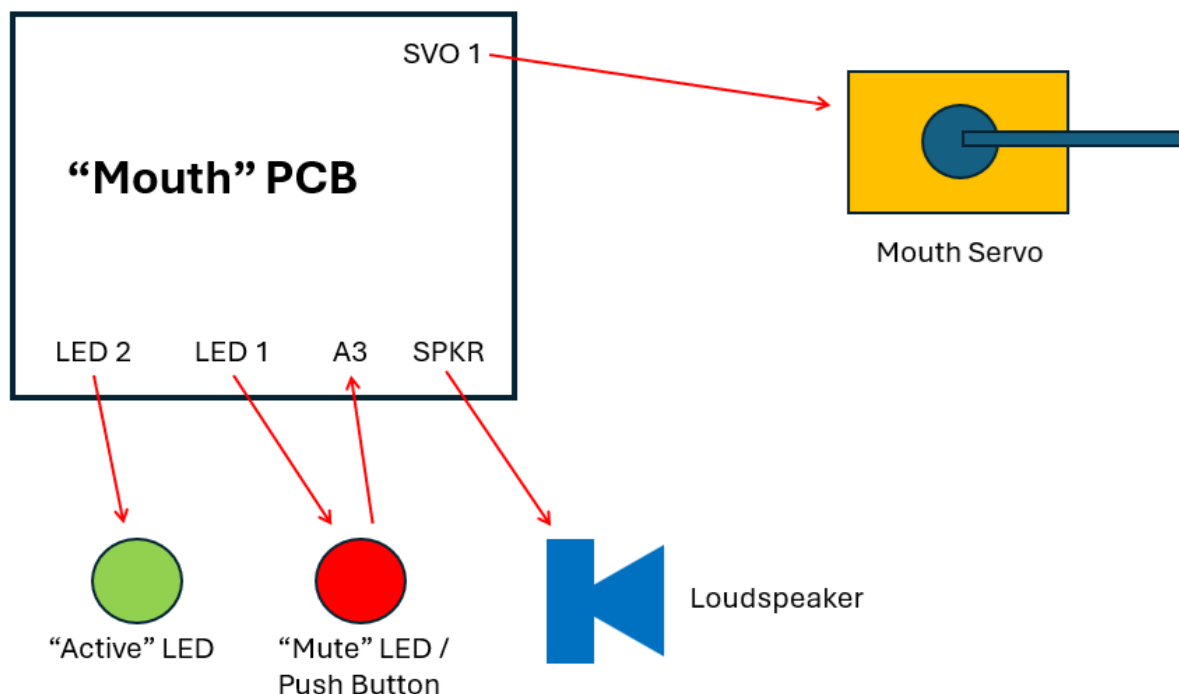 SVO 1
“Mouth” PCB
Mouth Servo
LED 2 LED 1 A3 SPKR
Loudspeaker
“Active” LED
“Mute” LED /
Push Button